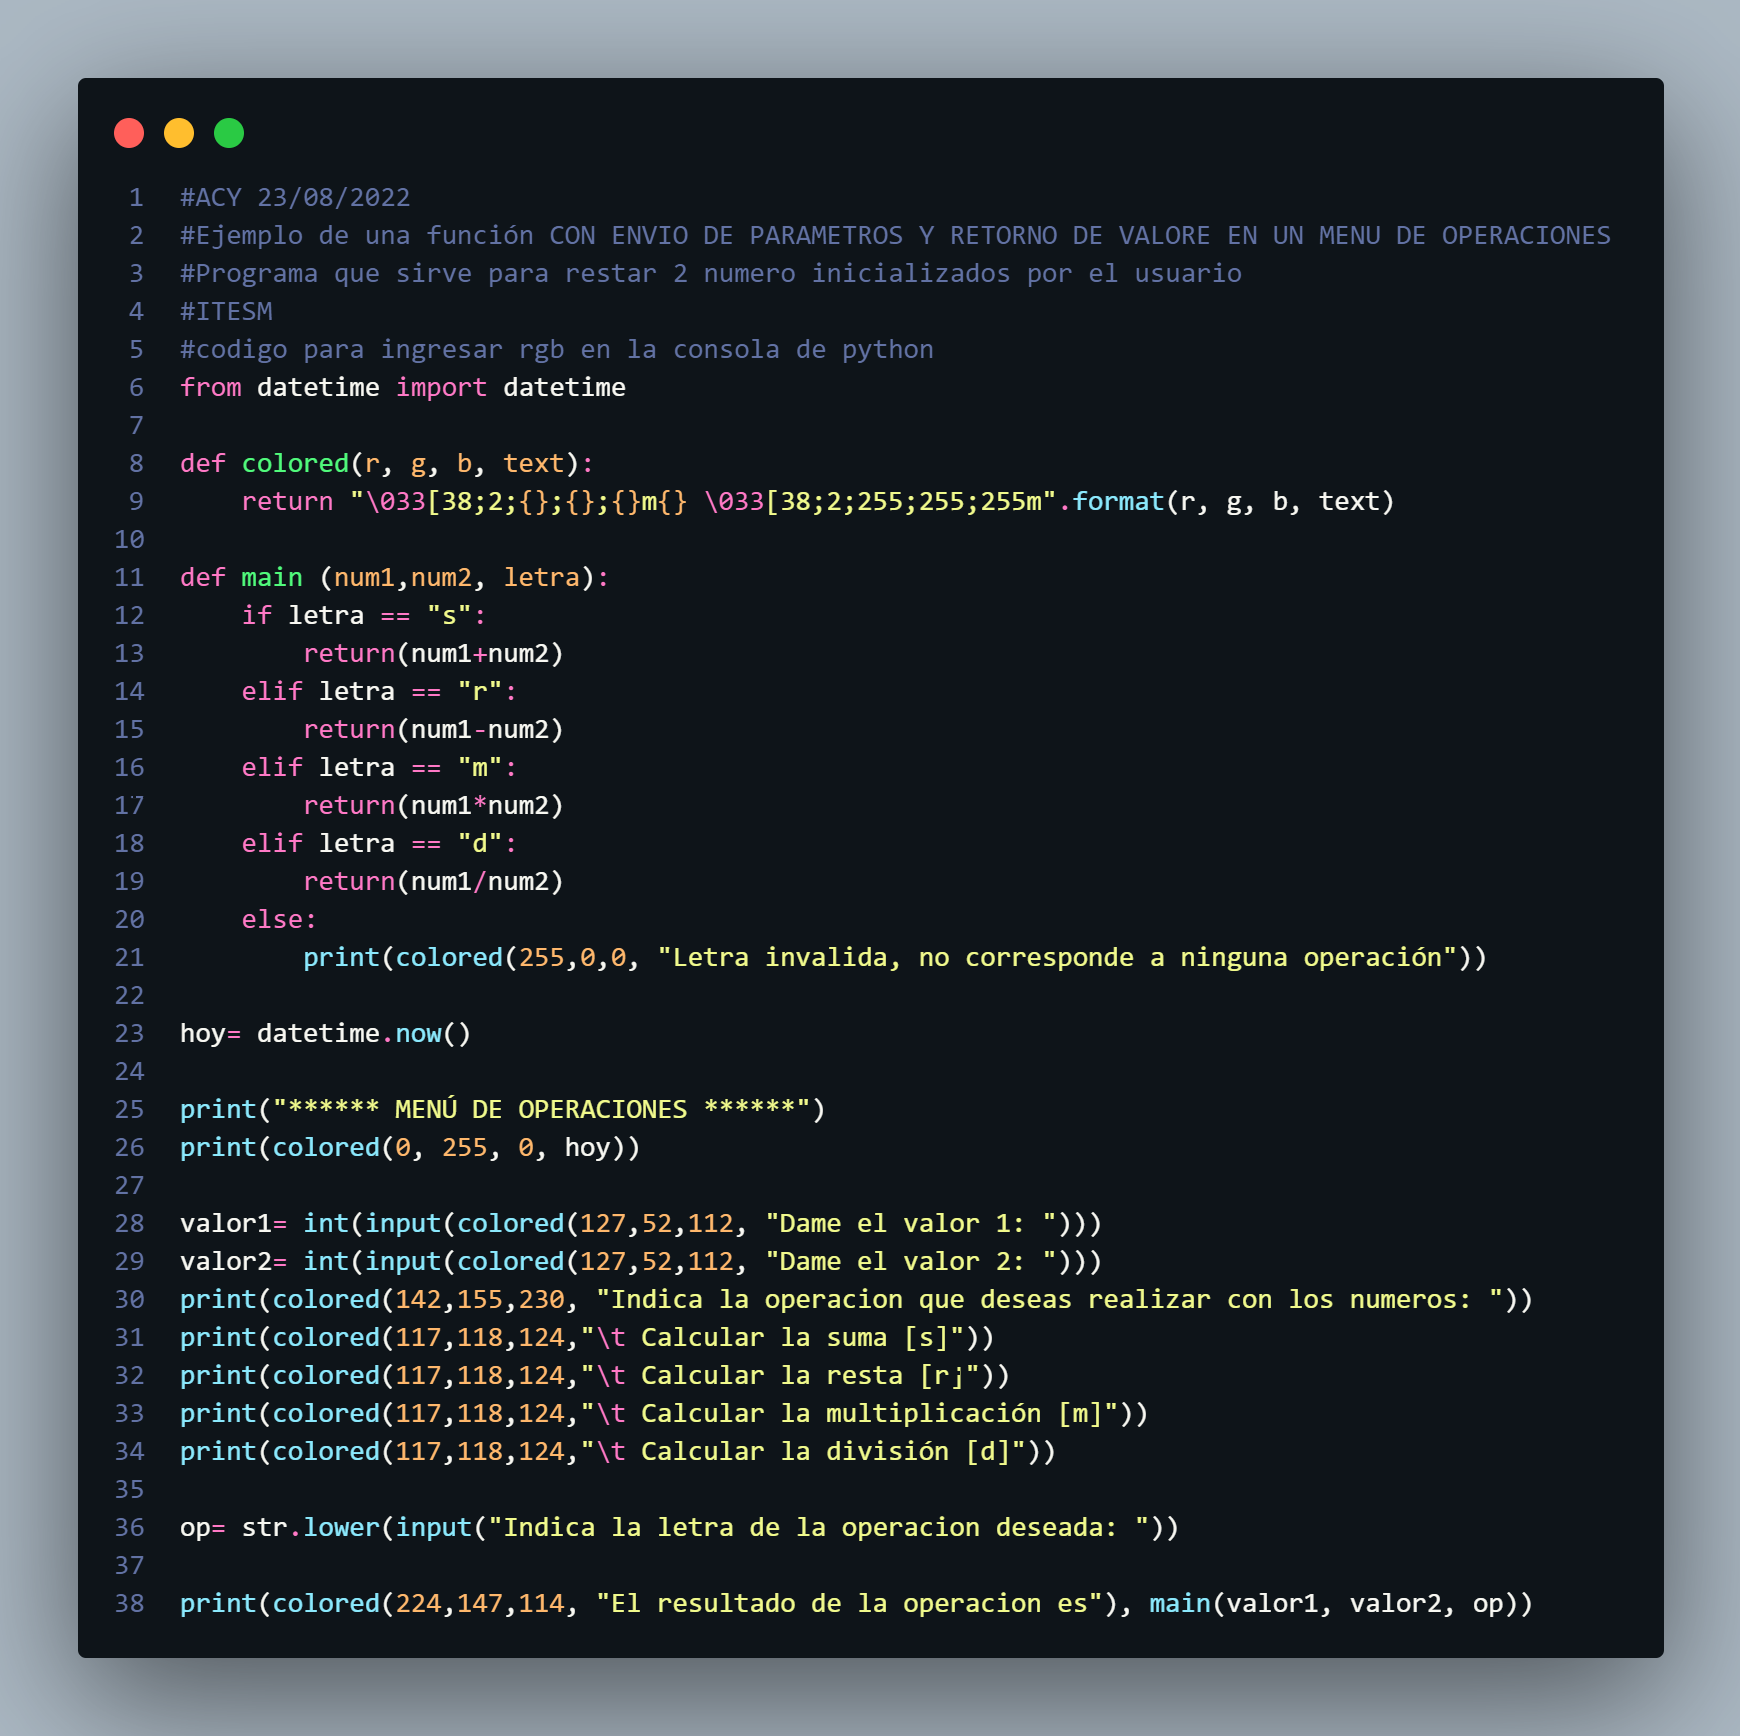 1 #ACY 23/08/2022
2 #Ejemplo de una función CON ENVIO DE PARAMETROS Y RETORNO DE VALORE EN UN MENU DE OPERACIONES
3 #Programa que sirve para restar 2 numero inicializados por el usuario
4 #ITESM
5 #codigo para ingresar rgb en la consola de python
6 from datetime import datetime
7
8 def colored(r, g, b, text):
9     return "\033[38;2;{};{};{}m{} \033[38;2;255;255;255m".format(r, g, b, text)
10
11 def main (num1,num2, letra):
12     if letra == "s":
13         return(num1+num2)
14     elif letra == "r":
15         return(num1-num2)
16     elif letra == "m":
17         return(num1*num2)
18     elif letra == "d":
19         return(num1/num2)
20     else:
21         print(colored(255,0,0, "Letra invalida, no corresponde a ninguna operación"))
22
23 hoy= datetime.now()
24
25 print("****** MENÚ DE OPERACIONES ******")
26 print(colored(0, 255, 0, hoy))
27
28 valor1= int(input(colored(127,52,112, "Dame el valor 1: ")))
29 valor2= int(input(colored(127,52,112, "Dame el valor 2: ")))
30 print(colored(142,155,230, "Indica la operacion que deseas realizar con los numeros: "))
31 print(colored(117,118,124,"\t Calcular la suma [s]"))
32 print(colored(117,118,124,"\t Calcular la resta [r¡"))
33 print(colored(117,118,124,"\t Calcular la multiplicación [m]"))
34 print(colored(117,118,124,"\t Calcular la división [d]"))
35
36 op= str.lower(input("Indica la letra de la operacion deseada: "))
37
38 print(colored(224,147,114, "El resultado de la operacion es"), main(valor1, valor2, op))